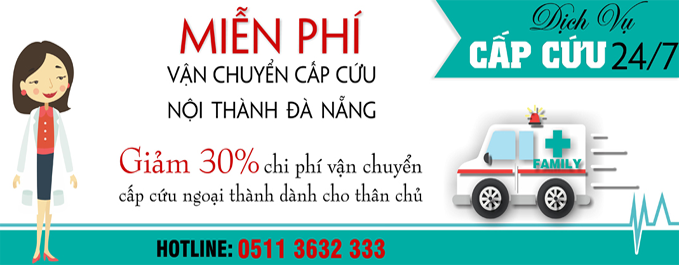 MIỄN PHÍ
VẬN CHUYỂN CẤP CỨU
NỘI THÀNH ĐÀ NẴNG
Giảm 30% chi phí vận chuyển
cấp cứu ngoại thành dành cho thân chủ
Dịch Vụ
CẤP CỨU 24/7
FAMILY
HOTLINE: 0511 3632 333